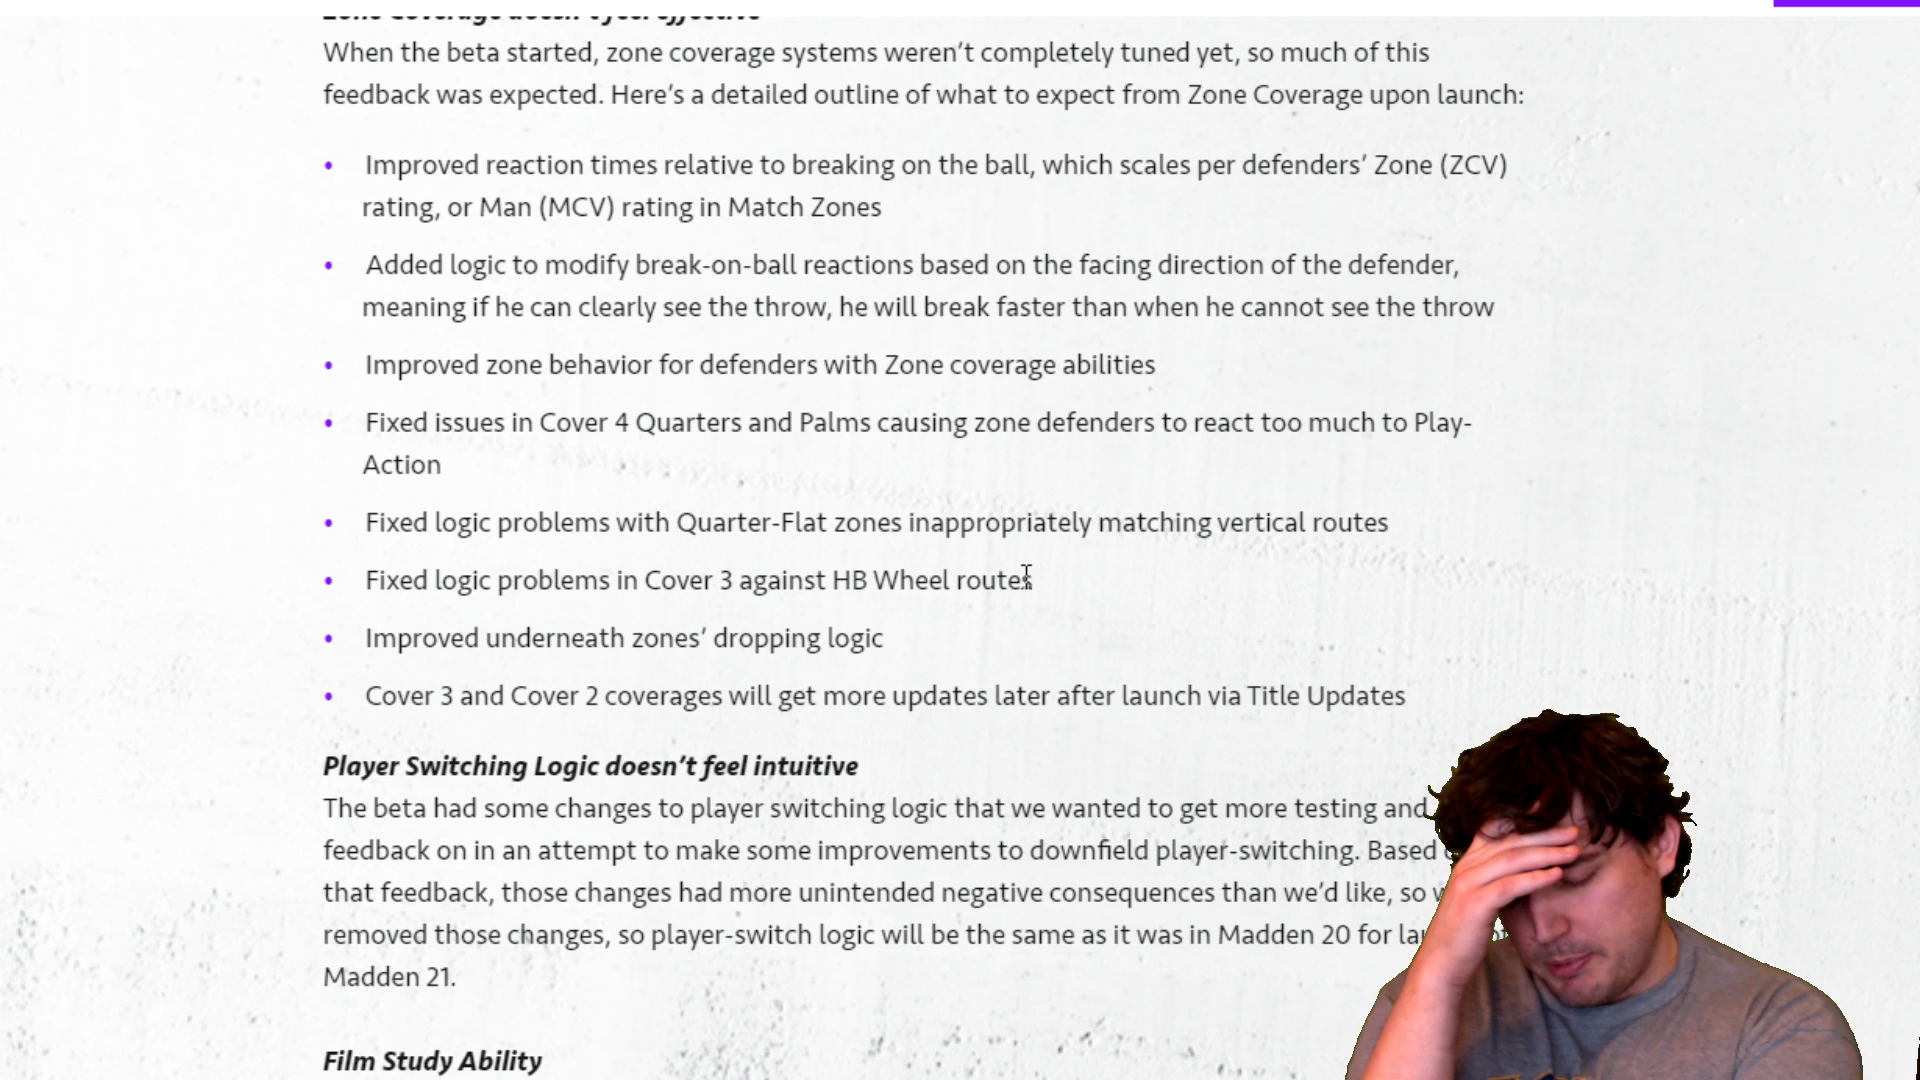 Zone Coverage doesn't feel effective
When the beta started, zone coverage systems weren't completely tuned yet, so much of this
feedback was expected. Here's a detailed outline of what to expect from Zone Coverage upon launch:
• Improved reaction times relative to breaking on the ball, which scales per defenders' Zone (ZCV)
rating, or Man (MCV) rating in Match Zones
• Added logic to modify break-on-ball reactions based on the facing direction of the defender,
meaning if he can clearly see the throw, he will break faster than when he cannot see the throw
• Improved zone behavior for defenders with Zone coverage abilities
• Fixed issues in Cover 4 Quarters and Palms causing zone defenders to react too much to Play-
Action
• Fixed logic problems with Quarter-Flat zones inappropriately matching vertical routes
• Fixed logic problems in Cover 3 against HB Wheel routes
• Improved underneath zones' dropping logic
• Cover 3 and Cover 2 coverages will get more updates later after launch via Title Updates
Player Switching Logic doesn't feel intuitive
The beta had some changes to player switching logic that we wanted to get more testing and
feedback on in an attempt to make some improvements to downfield player-switching. Based
that feedback, those changes had more unintended negative consequences than we'd like, so
removed those changes, so player-switch logic will be the same as it was in Madden 20 for
Madden 21.
Film Study Ability